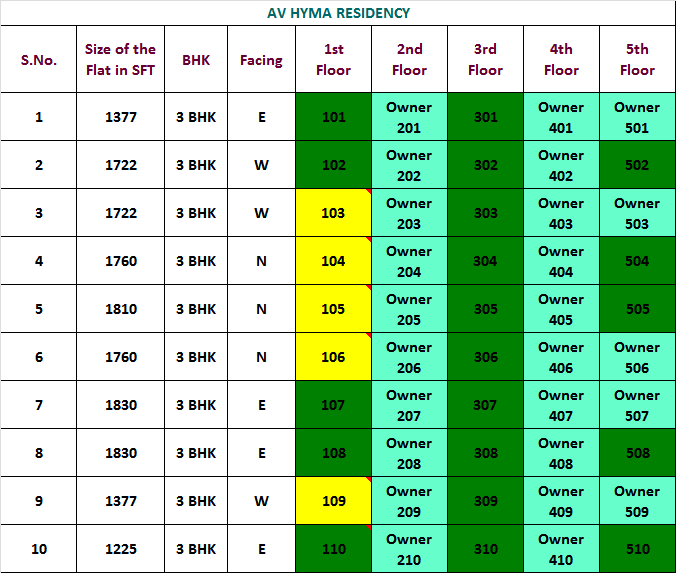 AV HYMA RESIDENCY
S.No. Size of the Flat in SFT BHK Facing 1st Floor 2nd Floor 3rd Floor 4th Floor 5th Floor
1 1377 3 BHK E 101 Owner 201 301 Owner 401 Owner 501
2 1722 3 BHK W 102 Owner 202 302 Owner 402 502
3 1722 3 BHK W 103 Owner 203 303 Owner 403 Owner 503
4 1760 3 BHK N 104 Owner 204 304 Owner 404 504
5 1810 3 BHK N 105 Owner 205 305 Owner 405 505
6 1760 3 BHK N 106 Owner 206 306 Owner 406 Owner 506
7 1830 3 BHK E 107 Owner 207 307 Owner 407 Owner 507
8 1830 3 BHK E 108 Owner 208 308 Owner 408 508
9 1377 3 BHK W 109 Owner 209 309 Owner 409 Owner 509
10 1225 3 BHK E 110 Owner 210 310 Owner 410 510